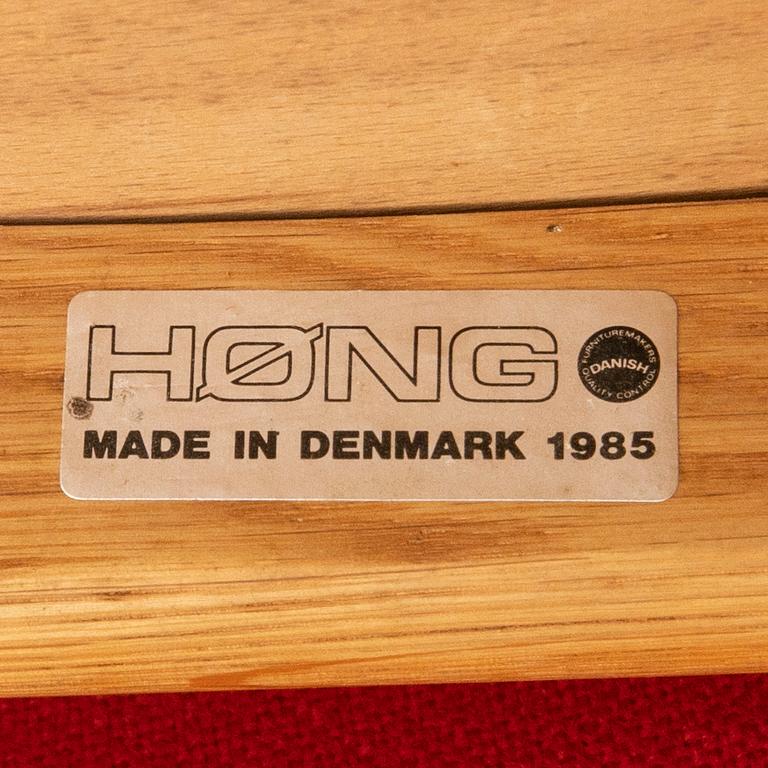 HØNG
FURNITUREMAKERS
DANISH
QUALITY CONTROL
MADE IN DENMARK 1985